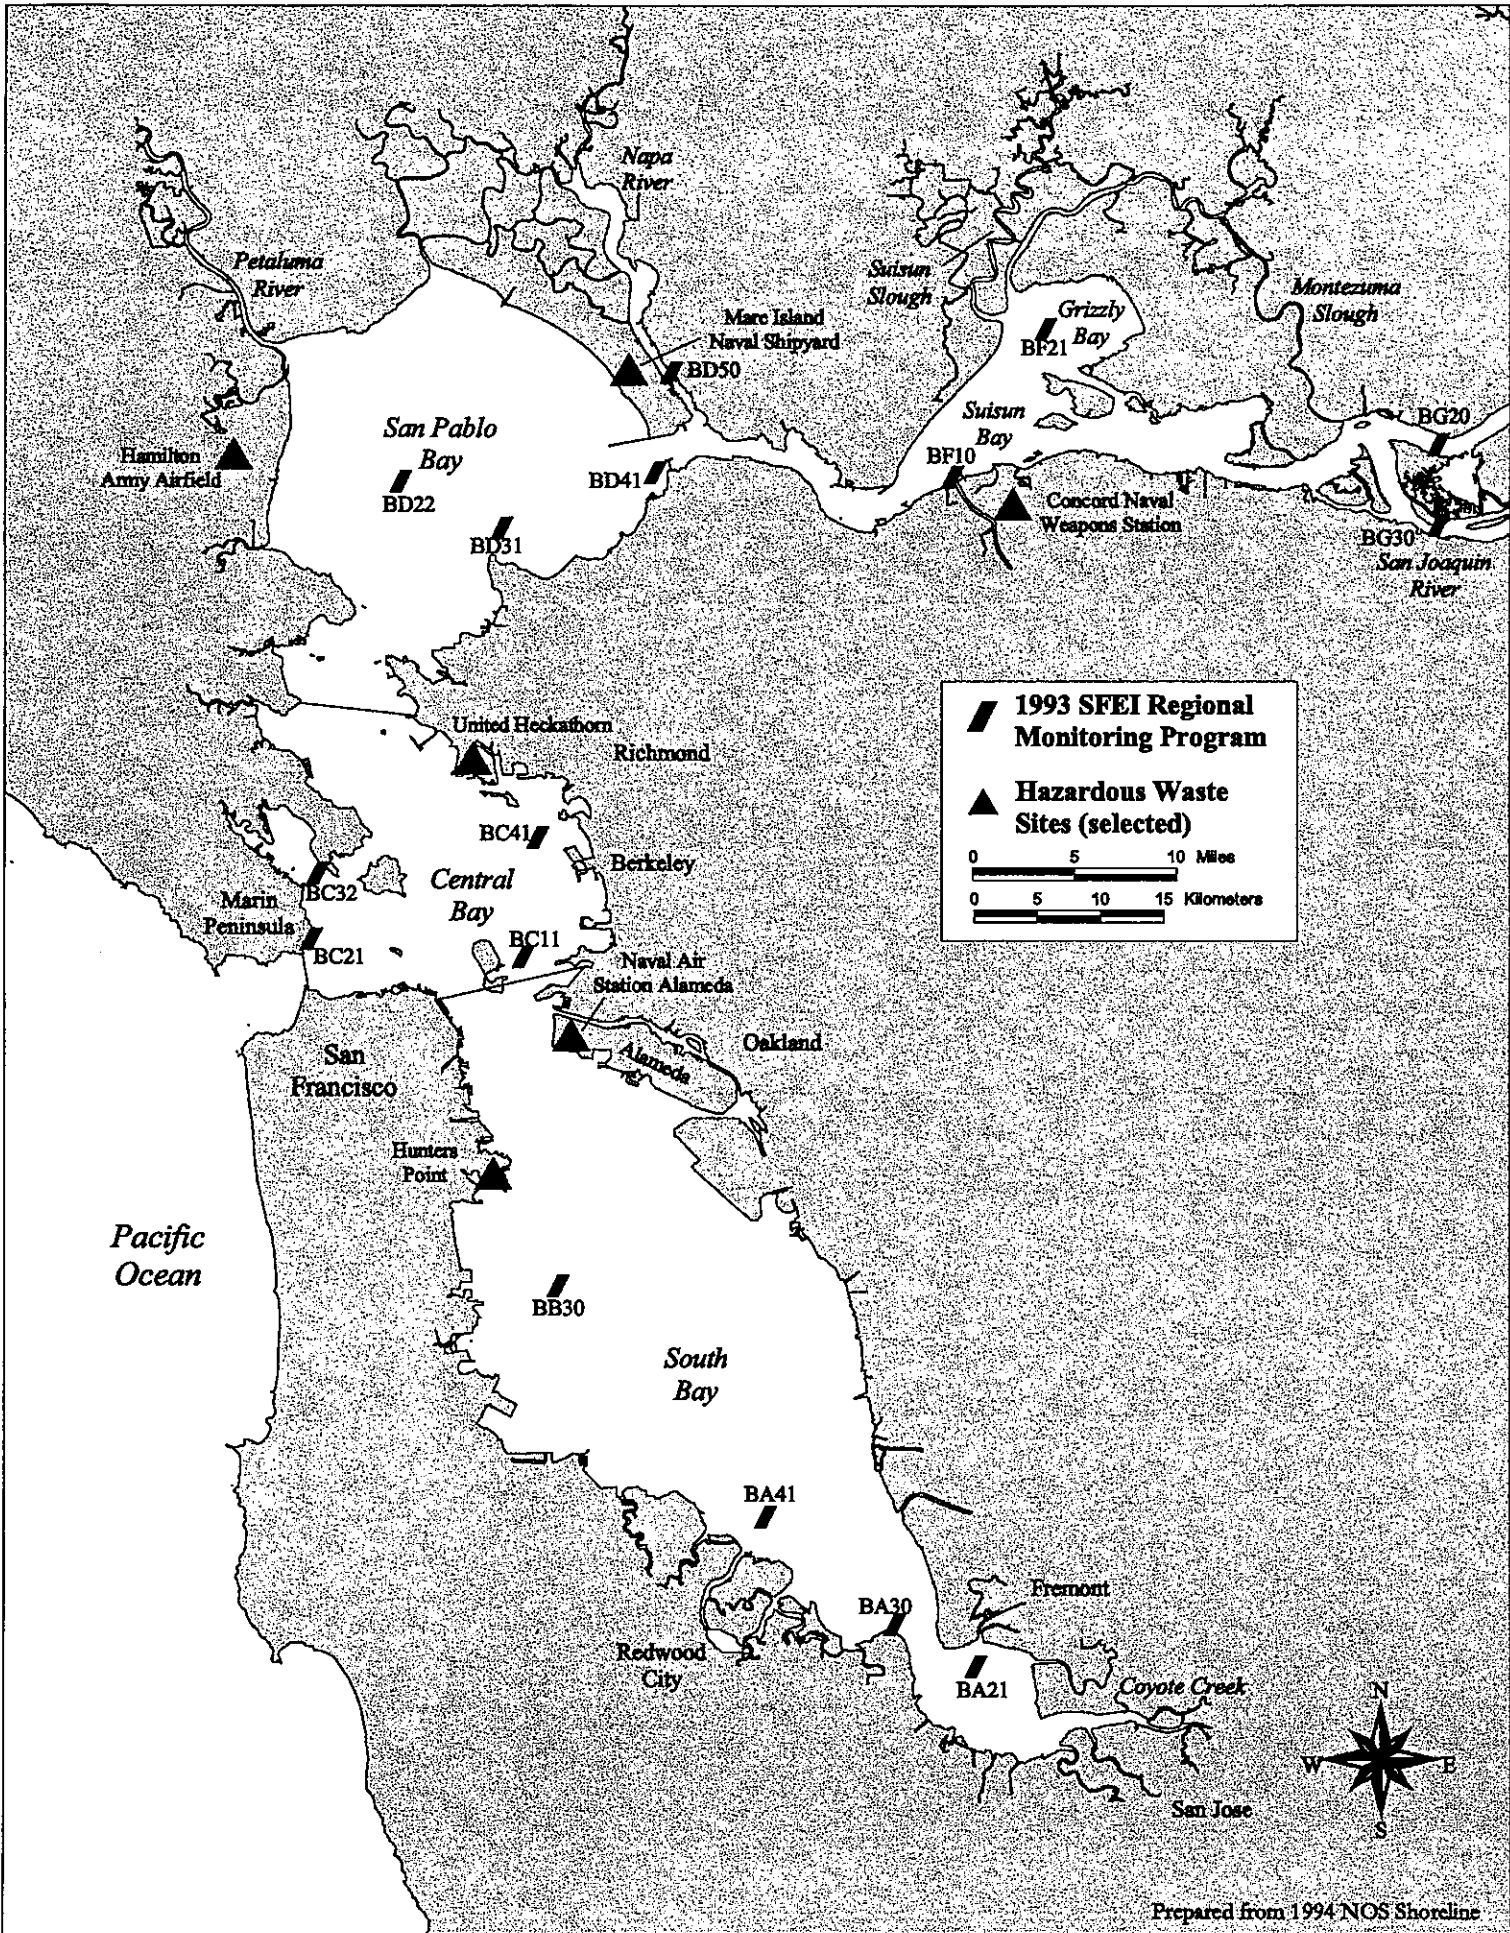 Napa
River
Petaluma
River
Suisun
Slough
Montezuma
Slough
Grizzly
Bay
BF21
Mare Island
Naval Shipyard
BD50
Suisun
Bay
BG20
San Pablo
Bay
Hamilton
Army Airfield
BD22
BD41
BF10
Concord Naval
Weapons Station
BD31
BG30
San Joaquin
River
United Heckathorn
Richmond
1993 SFEI Regional
Monitoring Program
Hazardous Waste
Sites (selected)
0 5 10 Miles
0 5 10 15 Kilometers
BC41
Berkeley
BC32
Central
Bay
Marin
Peninsula
BC21
BC11
Naval Air
Station Alameda
Oakland
Alameda
San
Francisco
Hunters
Point
Pacific
Ocean
BB30
South
Bay
BA41
BA30
Fremont
Redwood
City
BA21
Coyote Creek
San Jose
N
W E
S
Prepared from 1994 NOS Shoreline